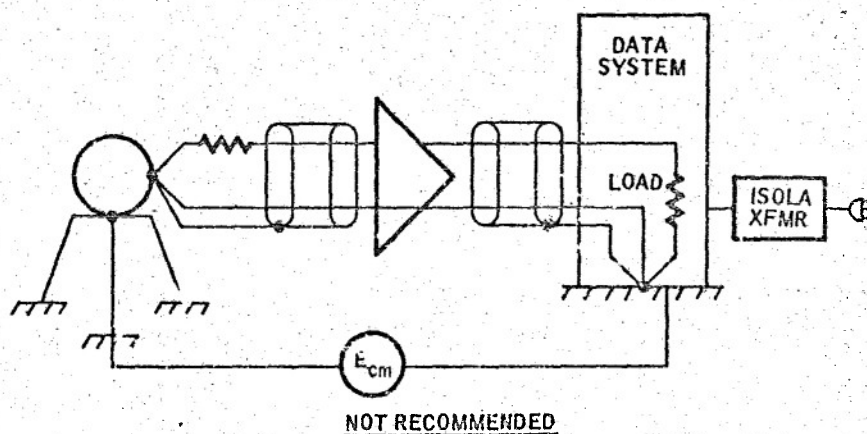 DATA
SYSTEM
LOAD
ISOLA
XFMR
Ecm
NOT RECOMMENDED